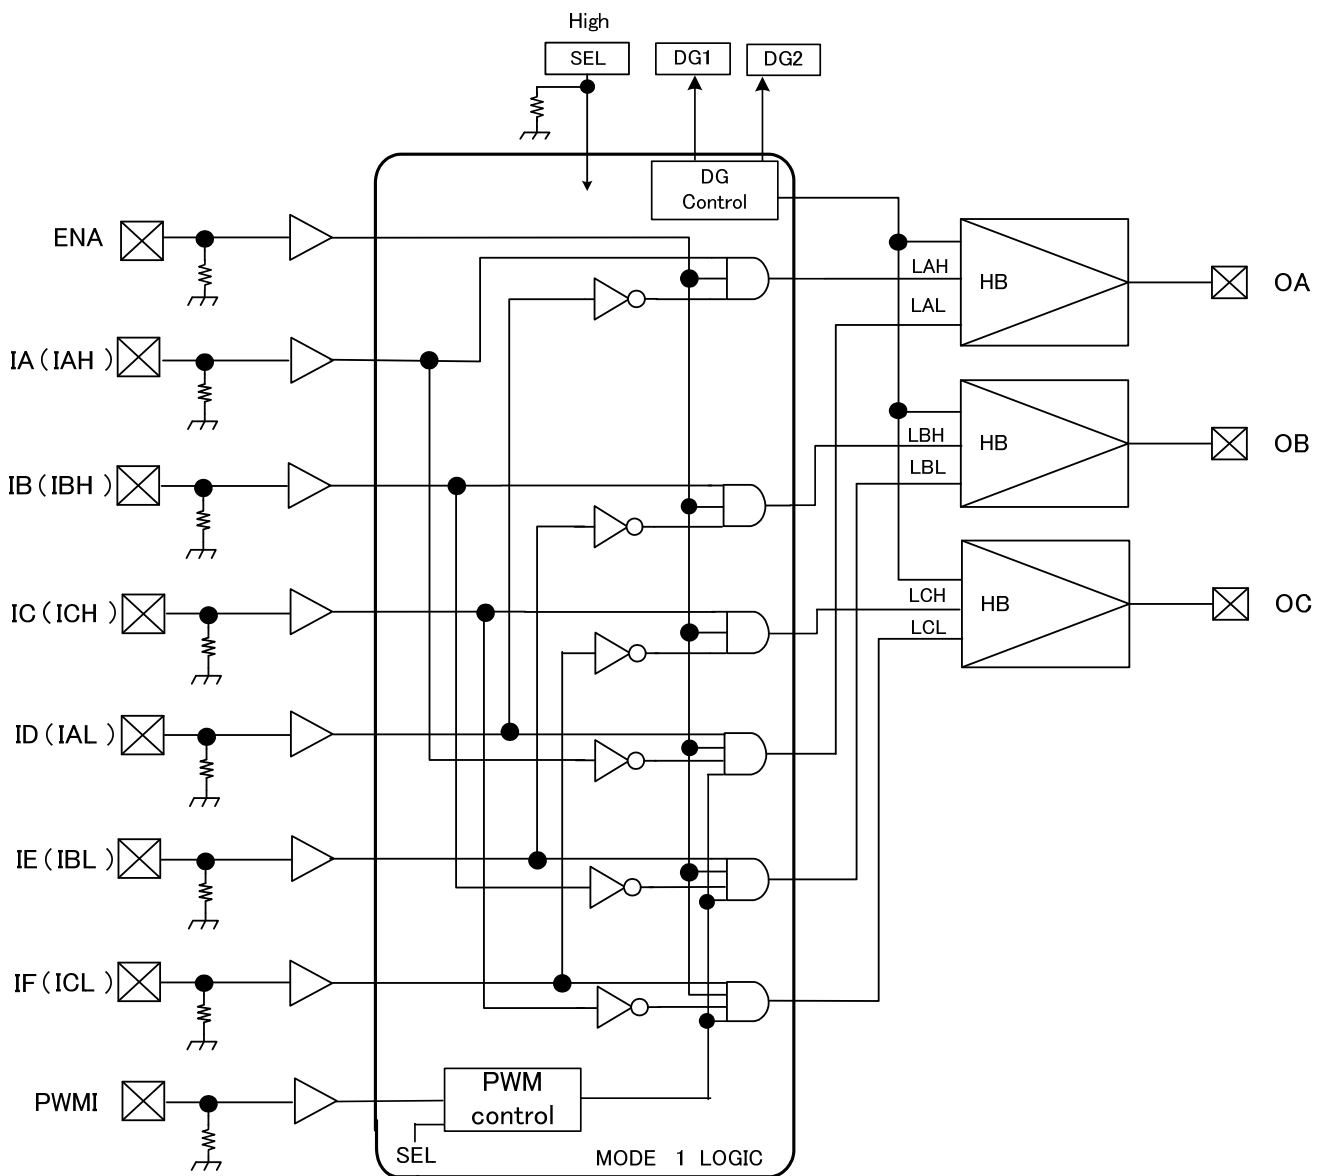 High
SEL
DG1
DG2
DG
Control
ENA
IA (IAH)
IB (IBH)
IC (ICH)
ID (IAL)
IE (IBL)
IF (ICL)
PWMI
LAH
LAL
HB
OA
LBH
LBL
HB
OB
LCH
LCL
HB
OC
PWM
control
SEL
MODE 1 LOGIC